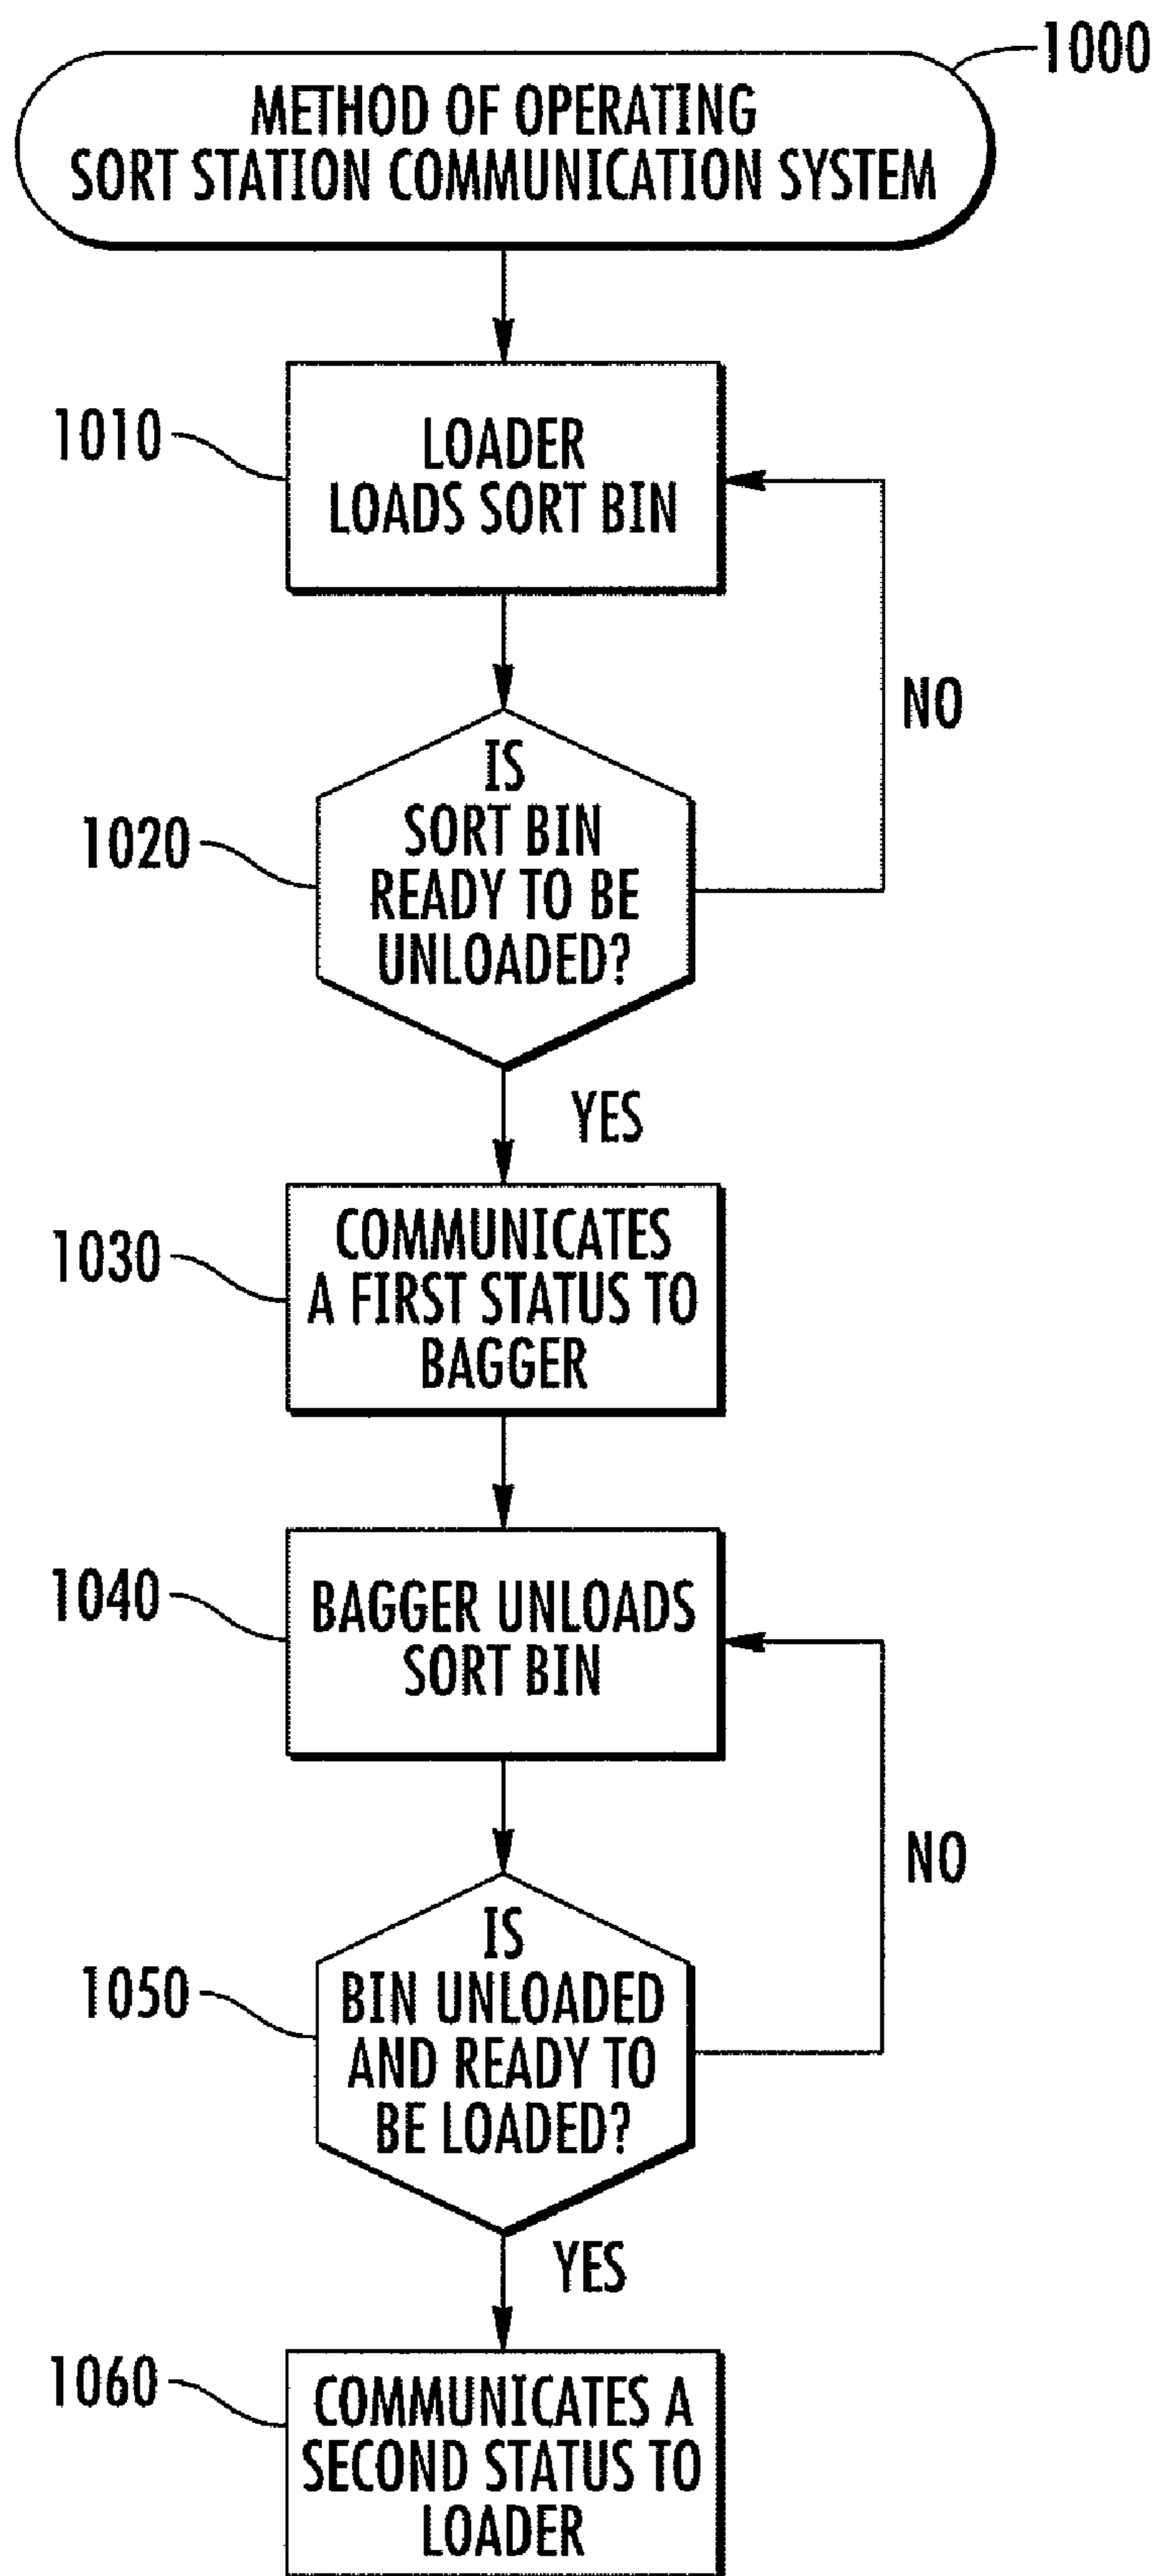 1000
METHOD OF OPERATING
SORT STATION COMMUNICATION SYSTEM
1010
LOADER
LOADS SORT BIN
NO
1020
IS
SORT BIN
READY TO BE
UNLOADED?
YES
1030
COMMUNICATES
A FIRST STATUS TO
BAGGER
1040
BAGGER UNLOADS
SORT BIN
NO
1050
IS
BIN UNLOADED
AND READY TO
BE LOADED?
YES
1060
COMMUNICATES A
SECOND STATUS TO
LOADER